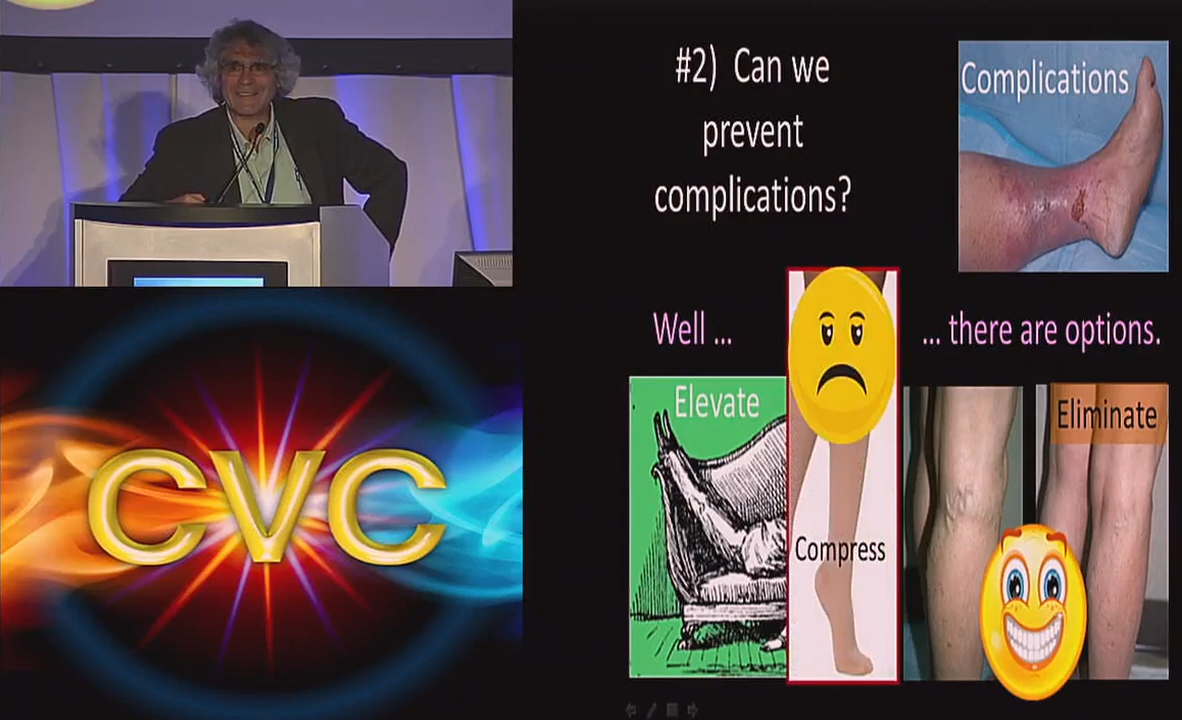 #2) Can we
prevent
complications?
Complications
Well ...
... there are options.
Elevate
Compress
Eliminate
CVC